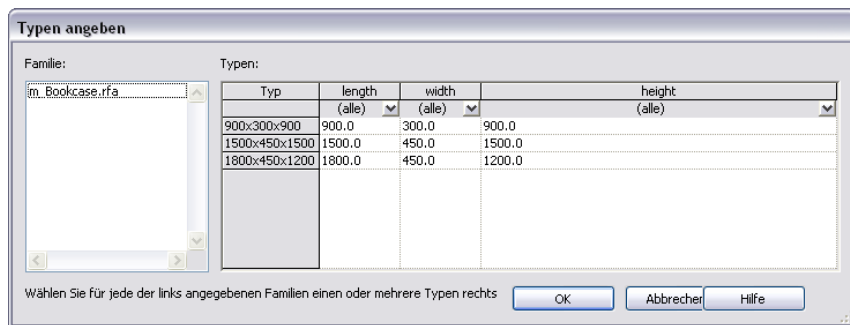 Typen angeben
Familie: Typen:
m_Bookcase.rfa
Typ length width height
(alle) (alle) (alle)
900x300x900 900.0 300.0 900.0
1500x450x1500 1500.0 450.0 1500.0
1800x450x1200 1800.0 450.0 1200.0
Wählen Sie für jede der links angegebenen Familien einen oder mehrere Typen rechts
OK Abbrecher Hilfe